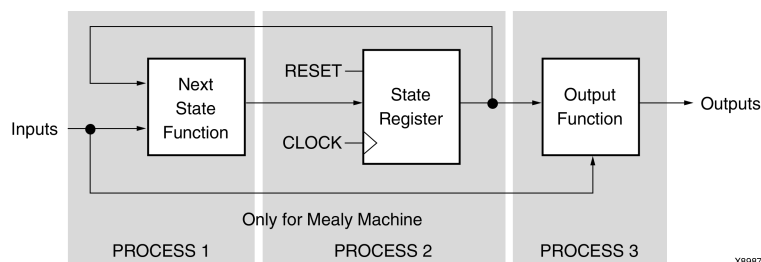 RESET
Next
State
Function
State
Register
Output
Function
Outputs
Inputs
CLOCK
Only for Mealy Machine
PROCESS 1
PROCESS 2
PROCESS 3
X8987